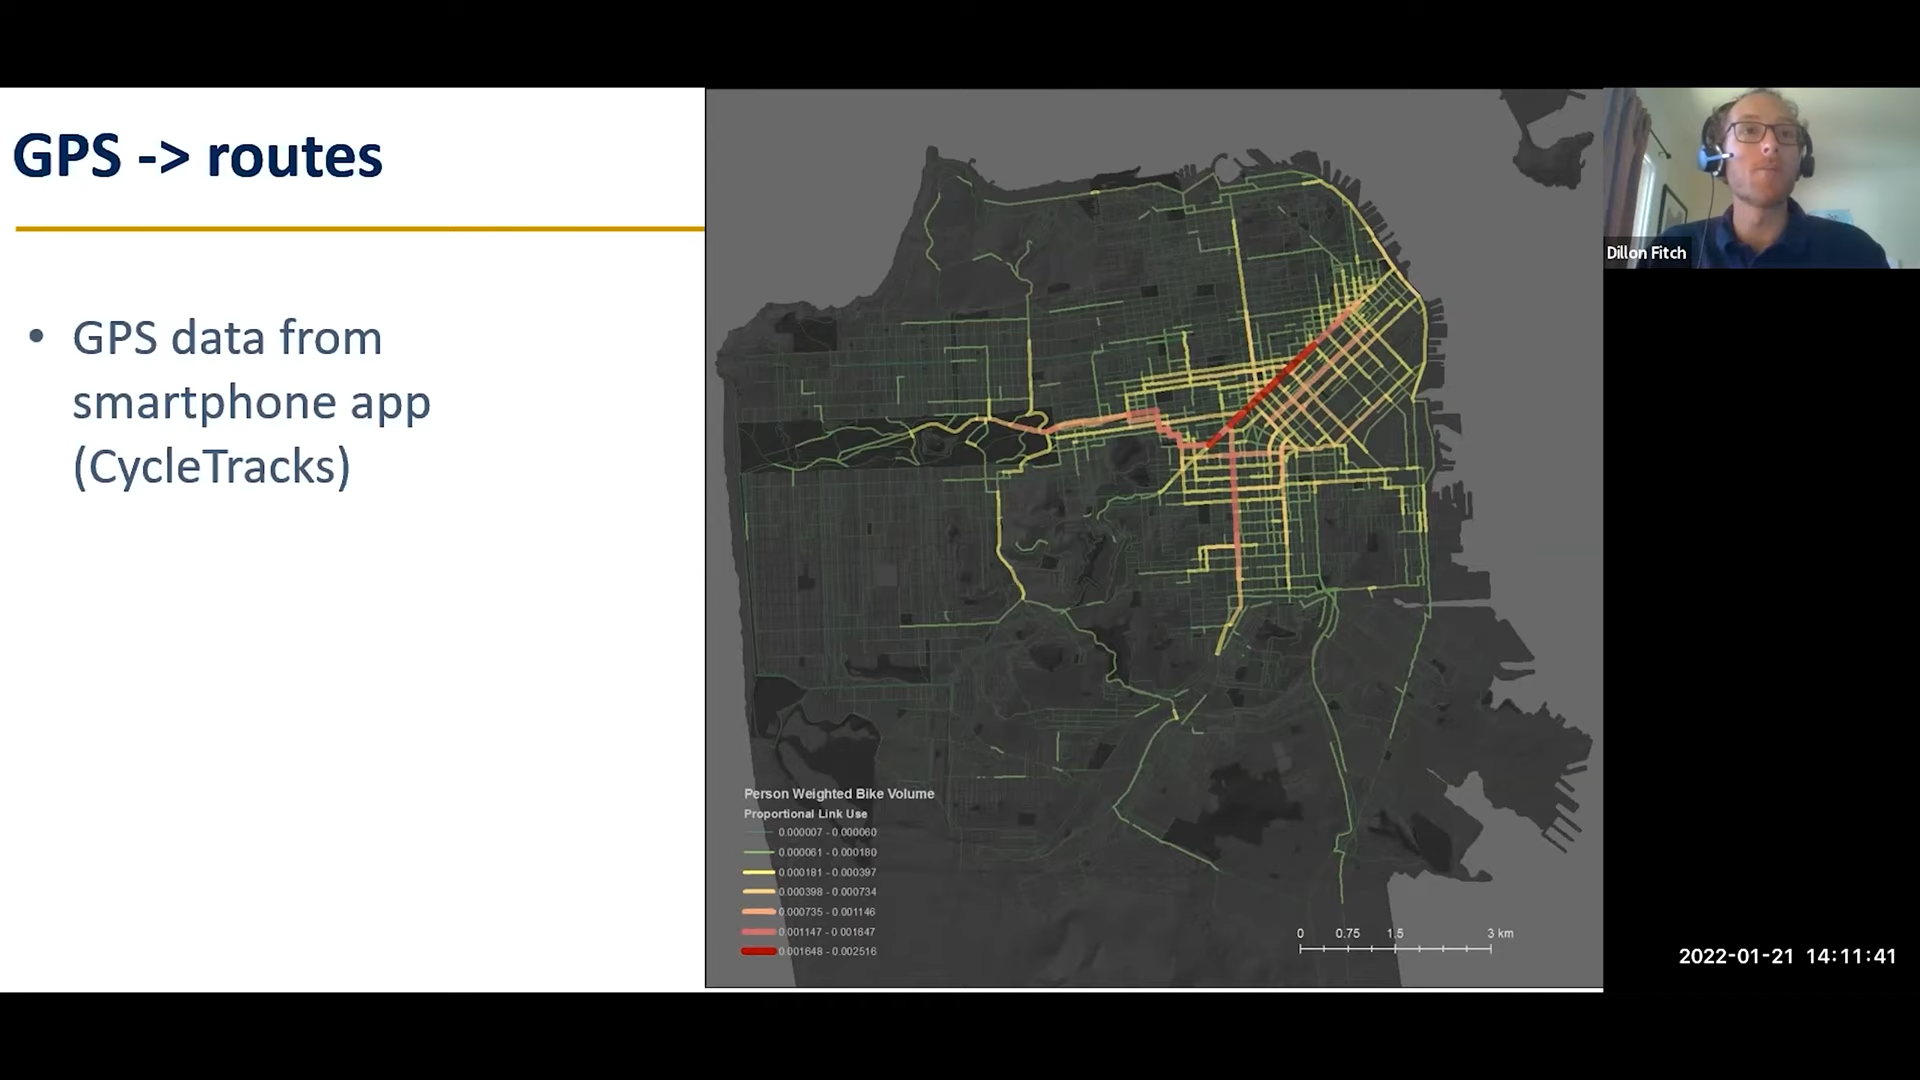 GPS -> routes
• GPS data from
smartphone app
(CycleTracks)
Person Weighted Bike Volume
Proportional Link Use
0.000007 - 0.000060
0.000061 - 0.000180
0.000181 - 0.000397
0.000398 - 0.000734
0.000735 - 0.001146
0.001147 - 0.001647
0.001648 - 0.002516
0 0.75 1.5 3 km
Dillon Fitch
2022-01-21 14:11:41